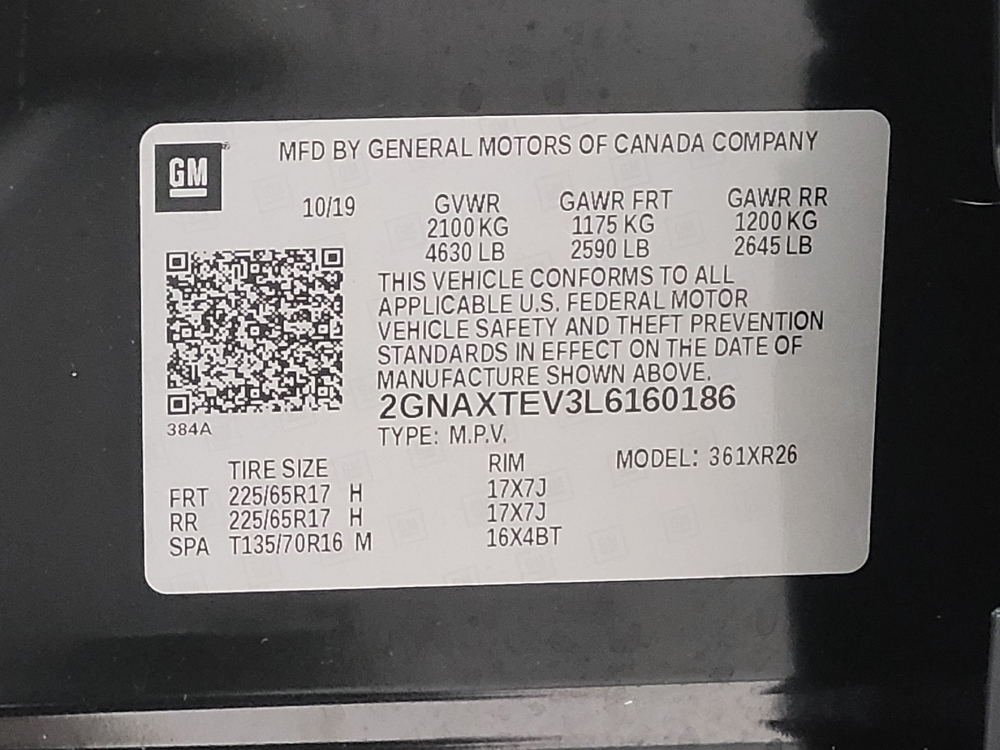 GM
MFD BY GENERAL MOTORS OF CANADA COMPANY
10/19 GVWR GAWR FRT GAWR RR
2100 KG 1175 KG 1200 KG
4630 LB 2590 LB 2645 LB
THIS VEHICLE CONFORMS TO ALL
APPLICABLE U.S. FEDERAL MOTOR
VEHICLE SAFETY AND THEFT PREVENTION
STANDARDS IN EFFECT ON THE DATE OF
MANUFACTURE SHOWN ABOVE.
2GNAXTEV3L6160186
384A
TYPE: M.P.V.
TIRE SIZE RIM MODEL: 361XR26
FRT 225/65R17 H 17X7J
RR 225/65R17 H 17X7J
SPA T135/70R16 M 16X4BT